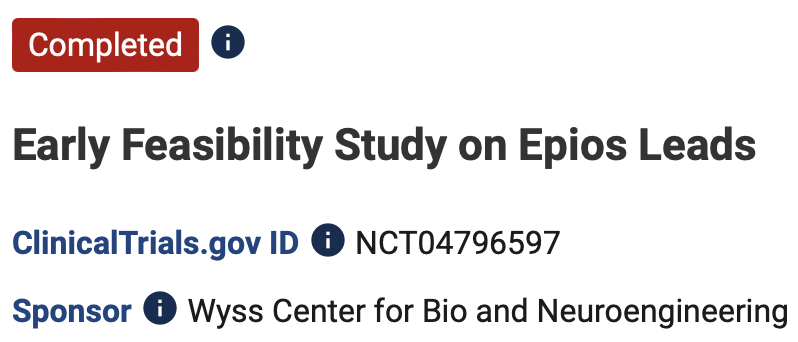 Completed
Early Feasibility Study on Epios Leads
ClinicalTrials.gov ID NCT04796597
Sponsor Wyss Center for Bio and Neuroengineering